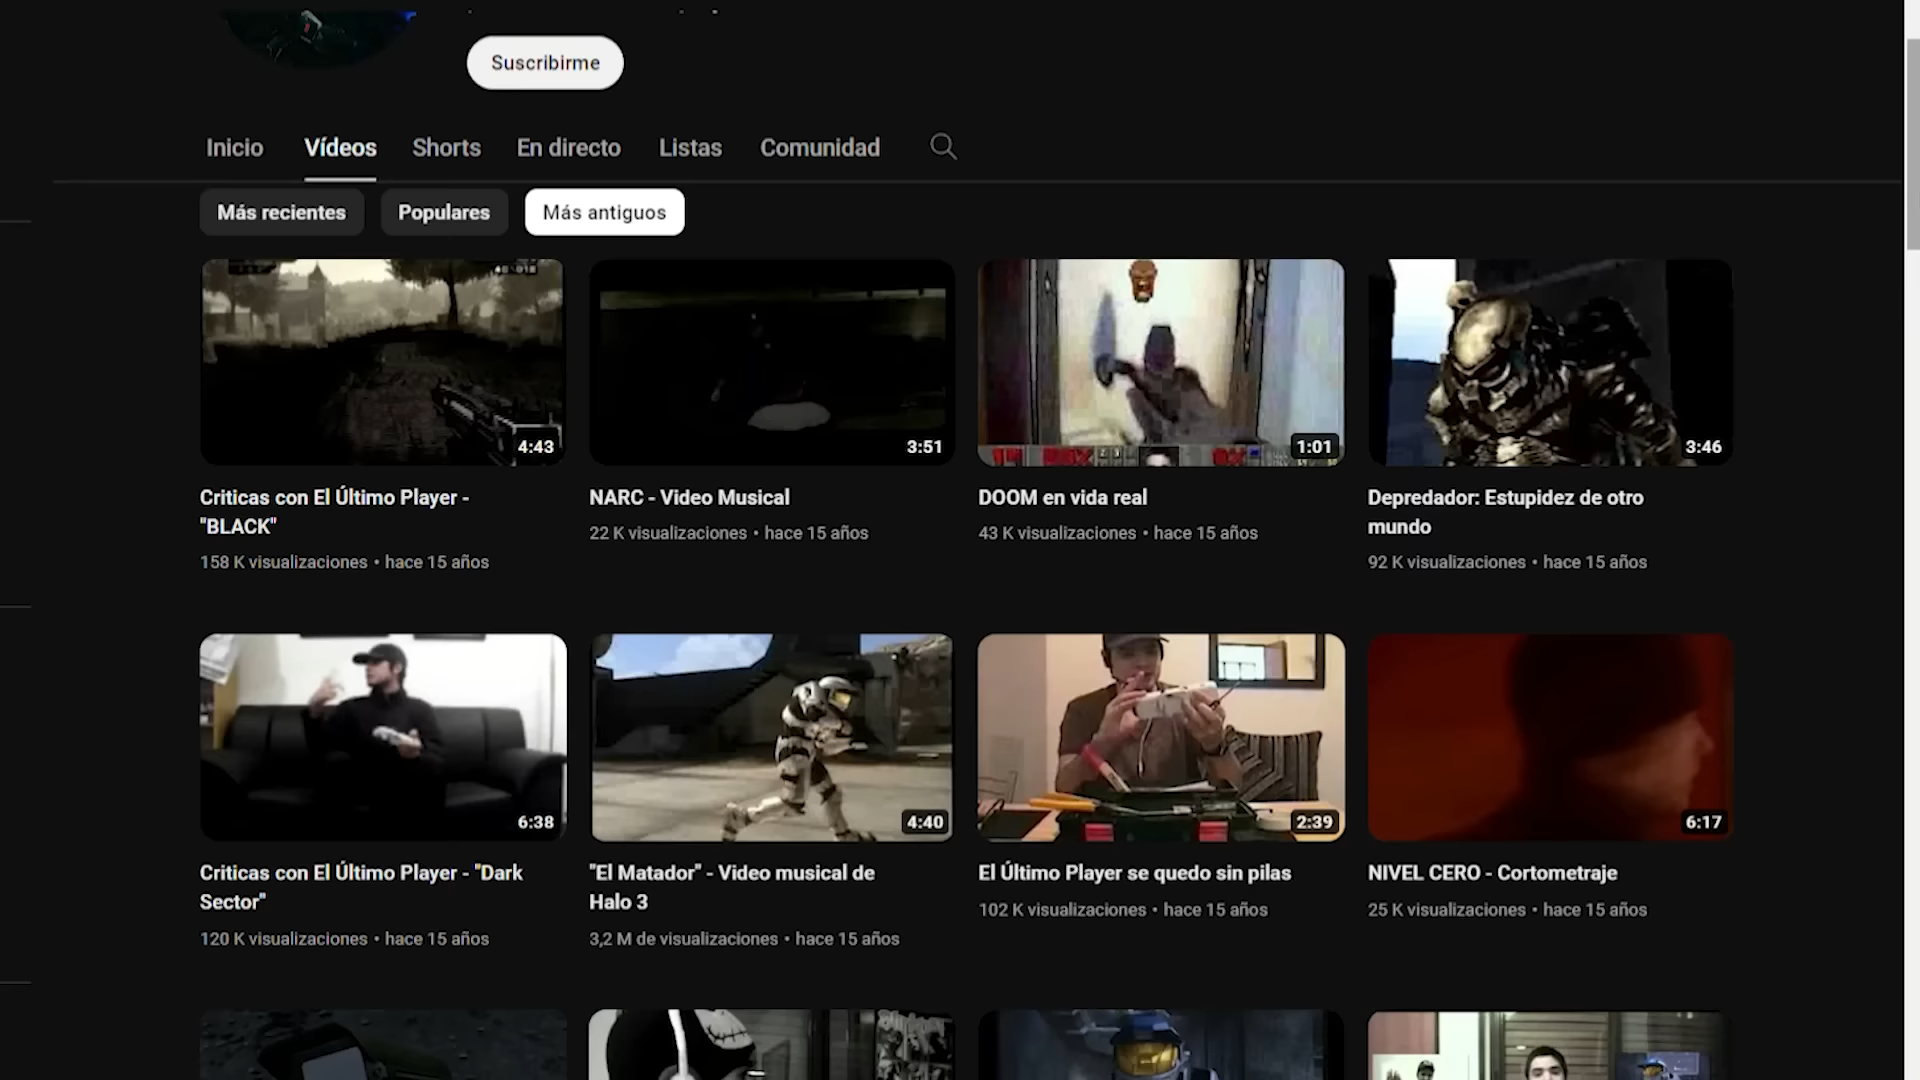 Suscribirme
Inicio Vídeos Shorts En directo Listas Comunidad
Más recientes Populares Más antiguos
4:43 3:51 1:01 3:46
Criticas con El Último Player -
"BLACK"
158 K visualizaciones • hace 15 años
NARC - Video Musical
22 K visualizaciones • hace 15 años
DOOM en vida real
43 K visualizaciones • hace 15 años
Depredador: Estupidez de otro
mundo
92 K visualizaciones • hace 15 años
6:38 4:40 2:39 6:17
Criticas con El Último Player - "Dark
Sector"
120 K visualizaciones • hace 15 años
"El Matador" - Video musical de
Halo 3
3,2 M de visualizaciones • hace 15 años
El Último Player se quedo sin pilas
102 K visualizaciones • hace 15 años
NIVEL CERO - Cortometraje
25 K visualizaciones • hace 15 años